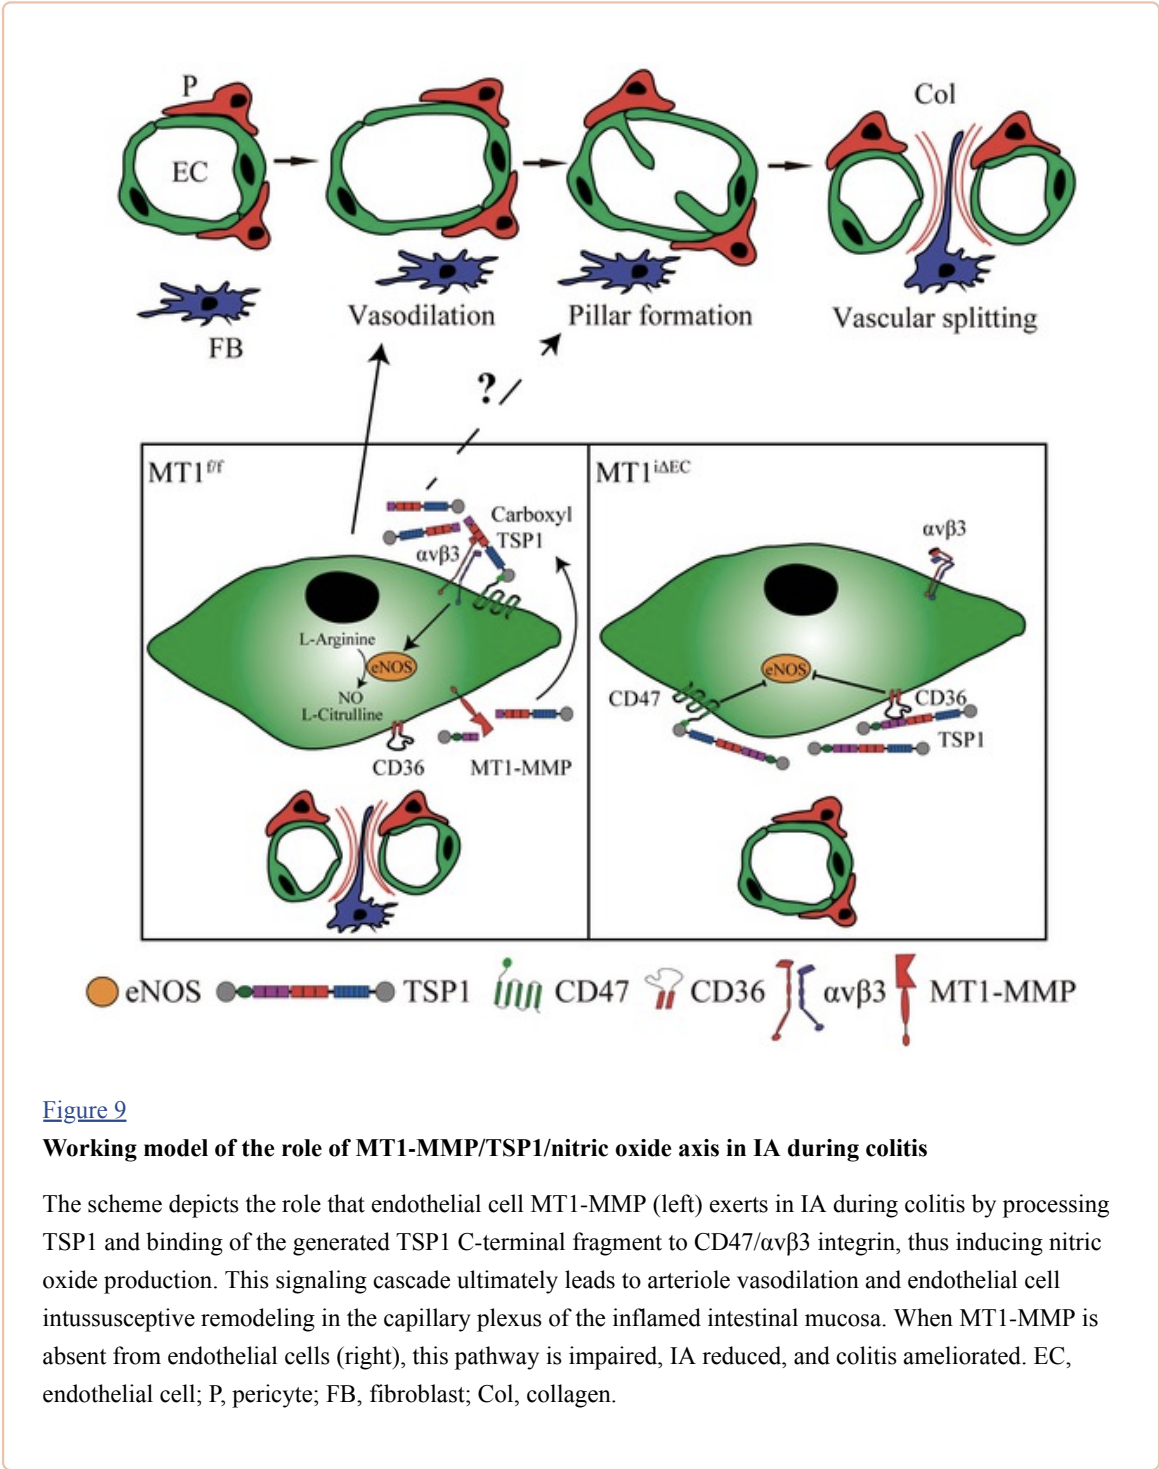 P
EC
FB
Col
Vasodilation
Pillar formation
Vascular splitting
?
MT1f/f
Carboxyl
TSP1
αvβ3
L-Arginine
eNOS
NO
L-Citrulline
CD36
MT1-MMP
MT1iΔEC
αvβ3
eNOS
CD47
CD36
TSP1
eNOS TSP1 CD47 CD36 αvβ3 MT1-MMP
Figure 9
Working model of the role of MT1-MMP/TSP1/nitric oxide axis in IA during colitis
The scheme depicts the role that endothelial cell MT1-MMP (left) exerts in IA during colitis by processing
TSP1 and binding of the generated TSP1 C-terminal fragment to CD47/αvβ3 integrin, thus inducing nitric
oxide production. This signaling cascade ultimately leads to arteriole vasodilation and endothelial cell
intussusceptive remodeling in the capillary plexus of the inflamed intestinal mucosa. When MT1-MMP is
absent from endothelial cells (right), this pathway is impaired, IA reduced, and colitis ameliorated. EC,
endothelial cell; P, pericyte; FB, fibroblast; Col, collagen.